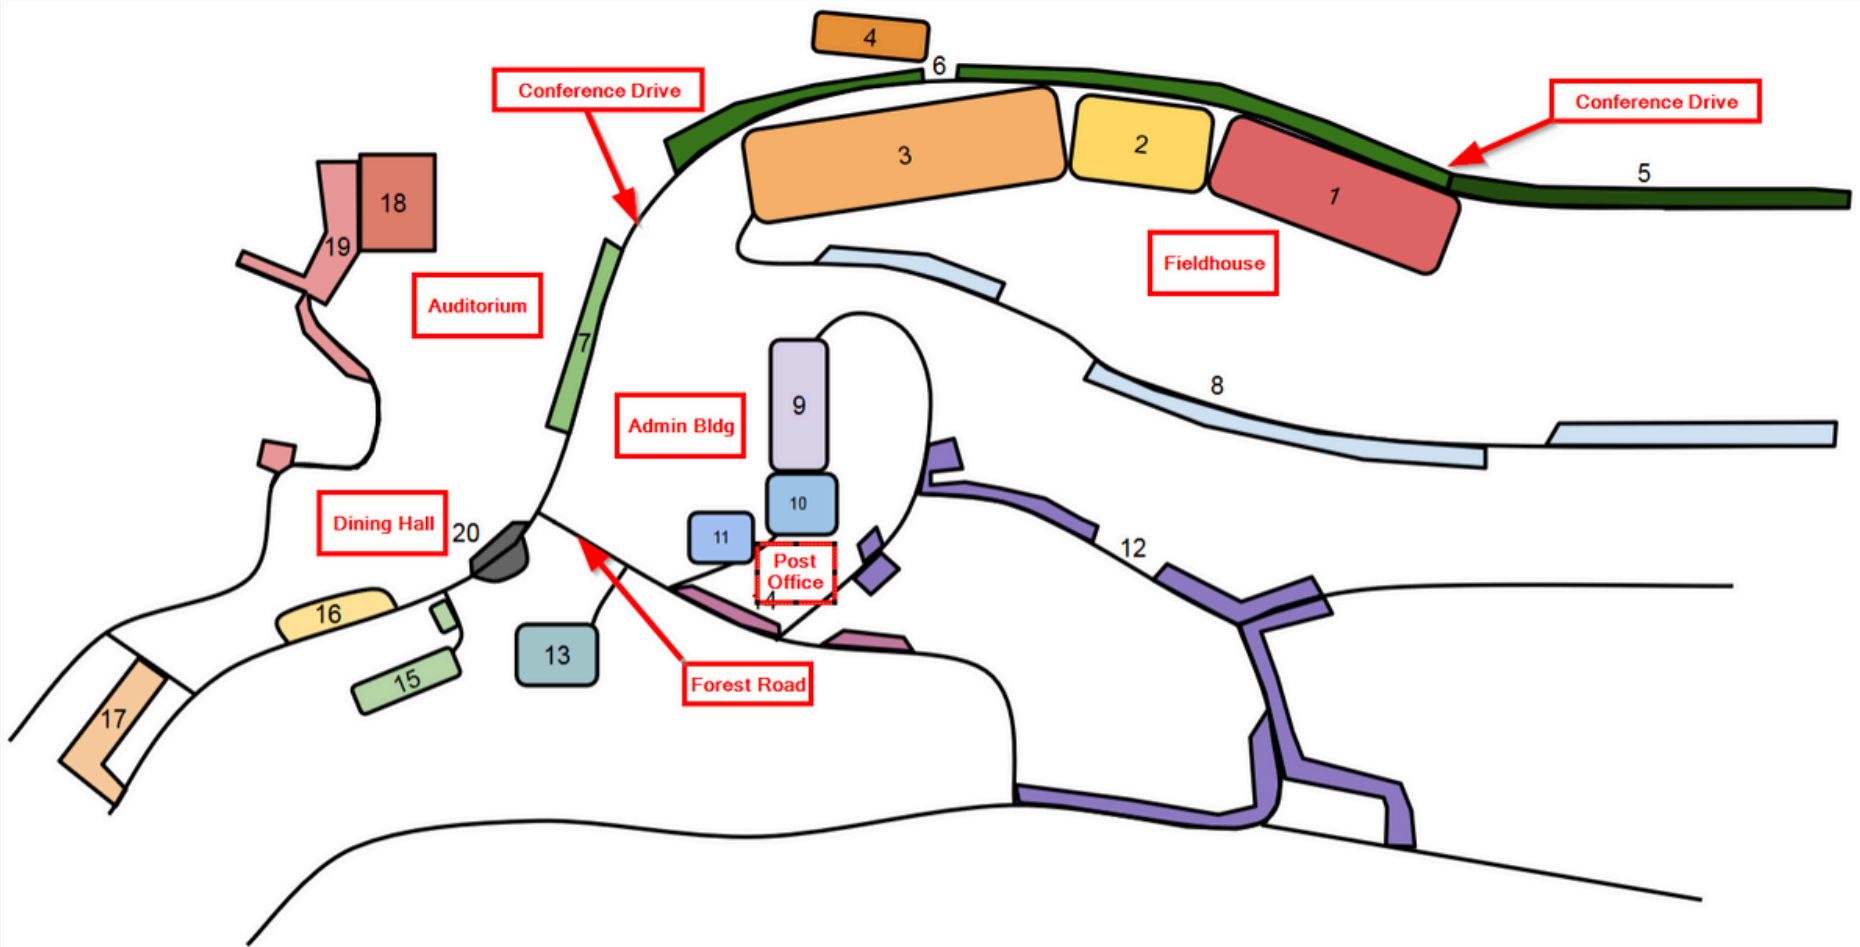 4
6
Conference Drive
Conference Drive
3
2
1
5
18
19
Fieldhouse
Auditorium
7
8
9
Admin Bldg
10
Dining Hall
20
11
12
Post
Office
14
16
13
15
Forest Road
17